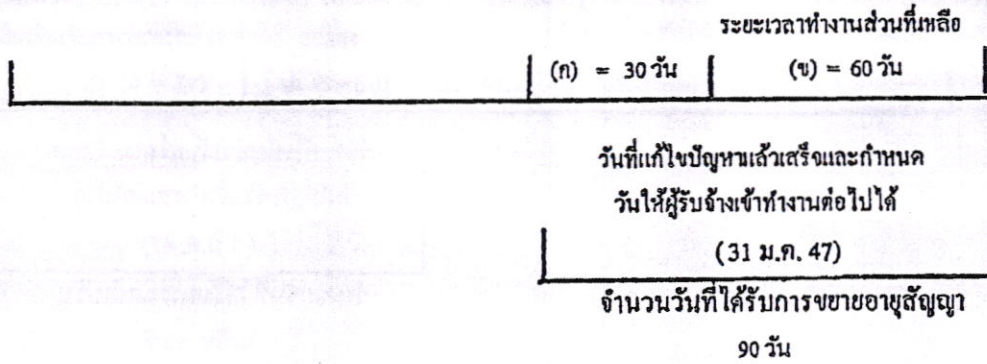 ระยะเวลาทำงานส่วนที่เหลือ
(ก) = 30 วัน (ข) = 60 วัน
วันที่แก้ไขปัญหาแล้วเสร็จและกำหนด
วันให้ผู้รับจ้างเข้าทำงานต่อไปได้
(31 ม.ค. 47)
จำนวนวันที่ได้รับการขยายอายุสัญญา
90 วัน